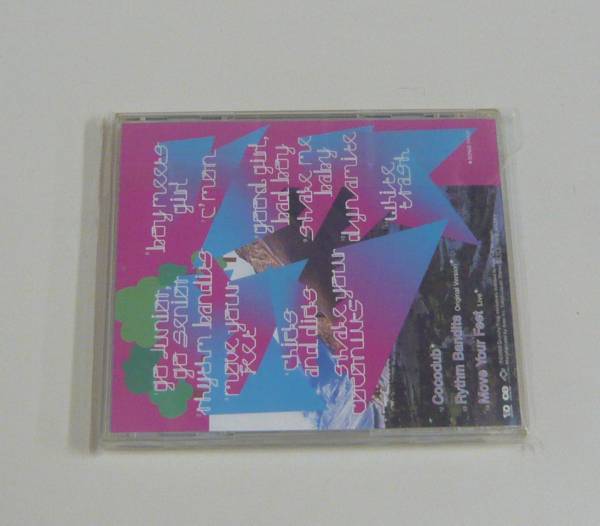 go junior,
go senior
rhythm bandits
move your
feet
chicks
and dicks
shake your
coconuts
boy meets
girl
c'mon
good girl,
bad boy
shake me
baby
dynamite
white
trash
Cocodub*
Rythm Bandits Original Version*
Move Your Feet Live*